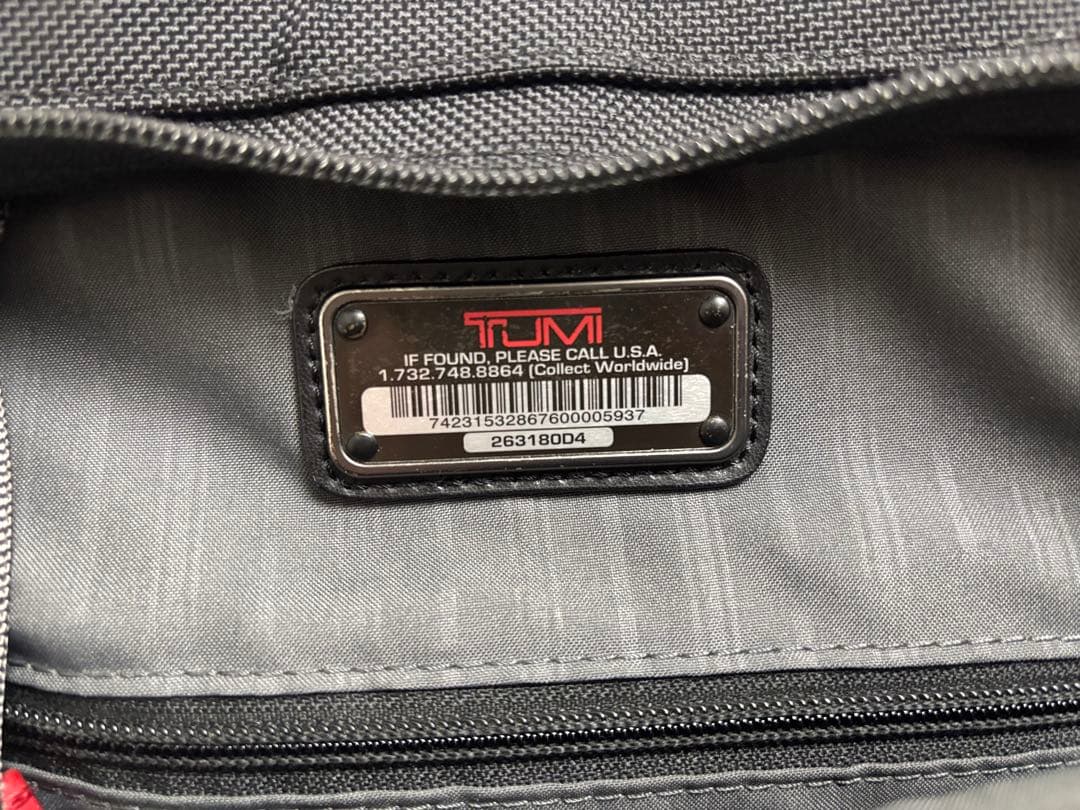 TUMI
IF FOUND, PLEASE CALL U.S.A.
1.732.748.8864 (Collect Worldwide)
74231532867600005937
263180D4